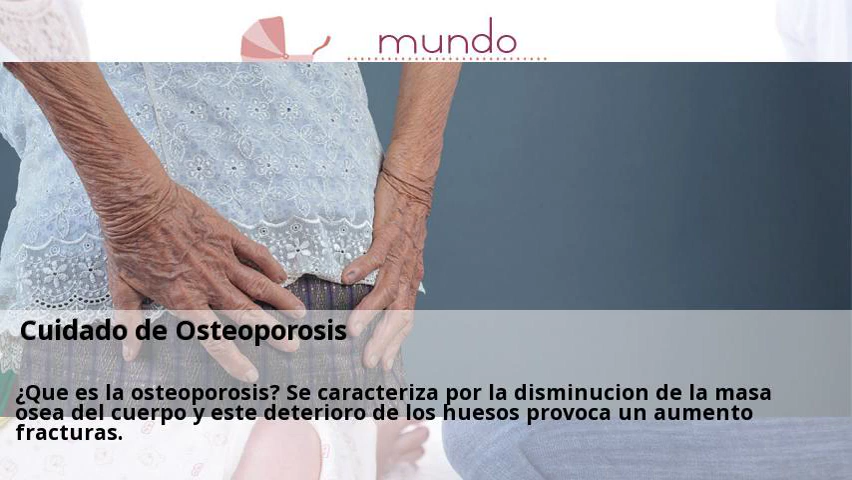 mundo
Cuidado de Osteoporosis
¿Que es la osteoporosis? Se caracteriza por la disminucion de la masa
osea del cuerpo y este deterioro de los huesos provoca un aumento
fracturas.